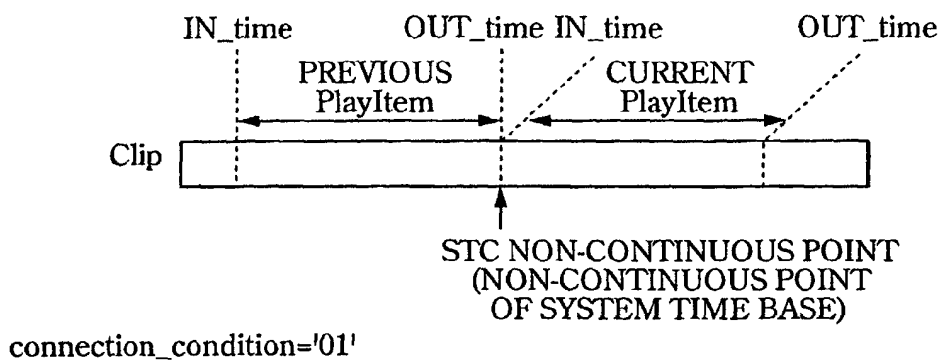 IN_time OUT_time IN_time OUT_time
PREVIOUS
PlayItem
CURRENT
PlayItem
Clip
STC NON-CONTINUOUS POINT
(NON-CONTINUOUS POINT
OF SYSTEM TIME BASE)
connection_condition='01'